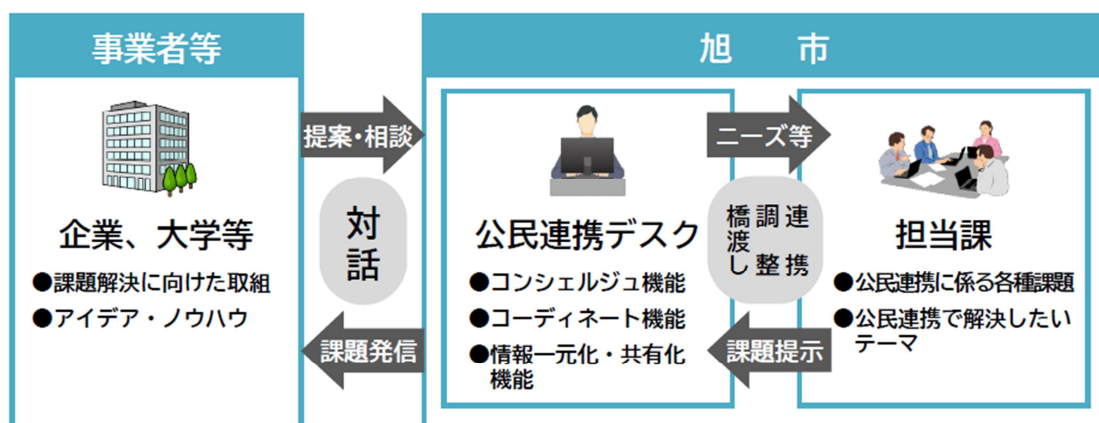 事業者等
企業、大学等
●課題解決に向けた取組
●アイデア・ノウハウ
提案・相談
対話
課題発信
旭　市
公民連携デスク
●コンシェルジュ機能
●コーディネート機能
●情報一元化・共有化
機能
ニーズ等
連携
調整
橋渡し
課題提示
担当課
●公民連携に係る各種課題
●公民連携で解決したい
テーマ